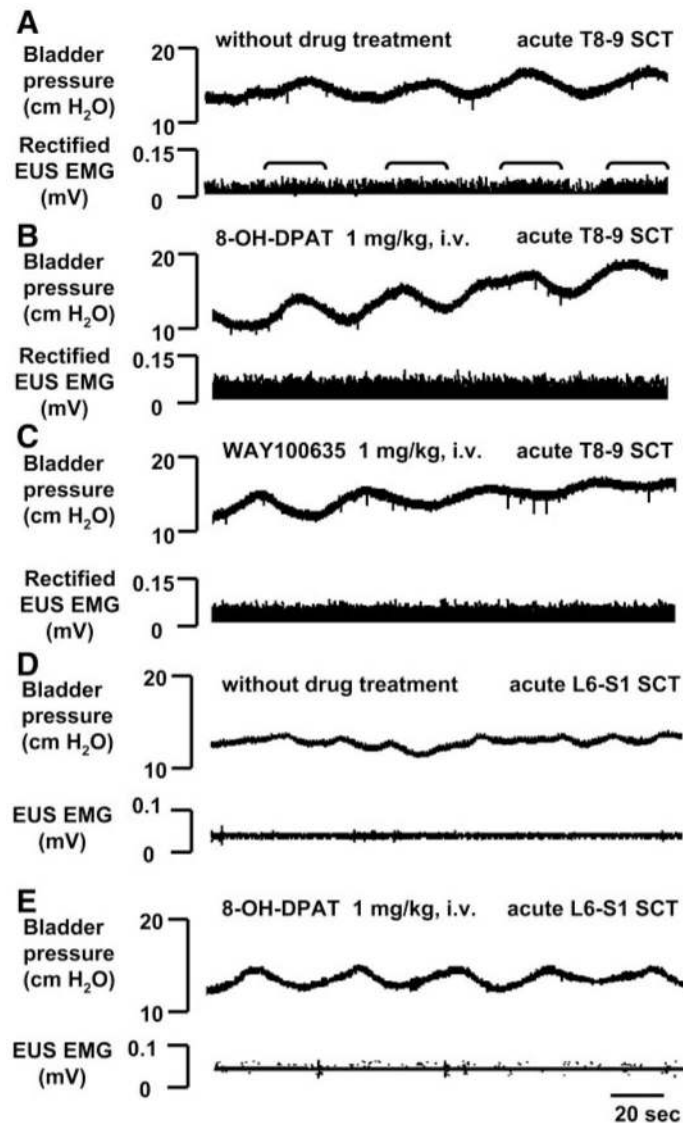 A
without drug treatment acute T8-9 SCT
Bladder
pressure
(cm H₂O)
20
10
Rectified
EUS EMG
(mV)
0.15
0
B
8-OH-DPAT 1 mg/kg, i.v. acute T8-9 SCT
Bladder
pressure
(cm H₂O)
20
10
Rectified
EUS EMG
(mV)
0.15
0
C
WAY100635 1 mg/kg, i.v. acute T8-9 SCT
Bladder
pressure
(cm H₂O)
20
10
Rectified
EUS EMG
(mV)
0.15
0
D
without drug treatment acute L6-S1 SCT
Bladder
pressure
(cm H₂O)
20
10
EUS EMG
(mV)
0.1
0
E
8-OH-DPAT 1 mg/kg, i.v. acute L6-S1 SCT
Bladder
pressure
(cm H₂O)
20
10
EUS EMG
(mV)
0.1
0
20 sec